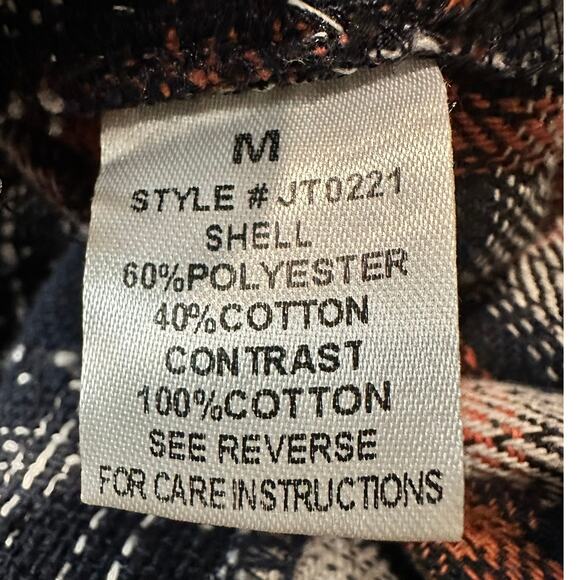 M
STYLE # JT0221
SHELL
60%POLYESTER
40%COTTON
CONTRAST
100%COTTON
SEE REVERSE
FOR CARE INSTRUCTIONS